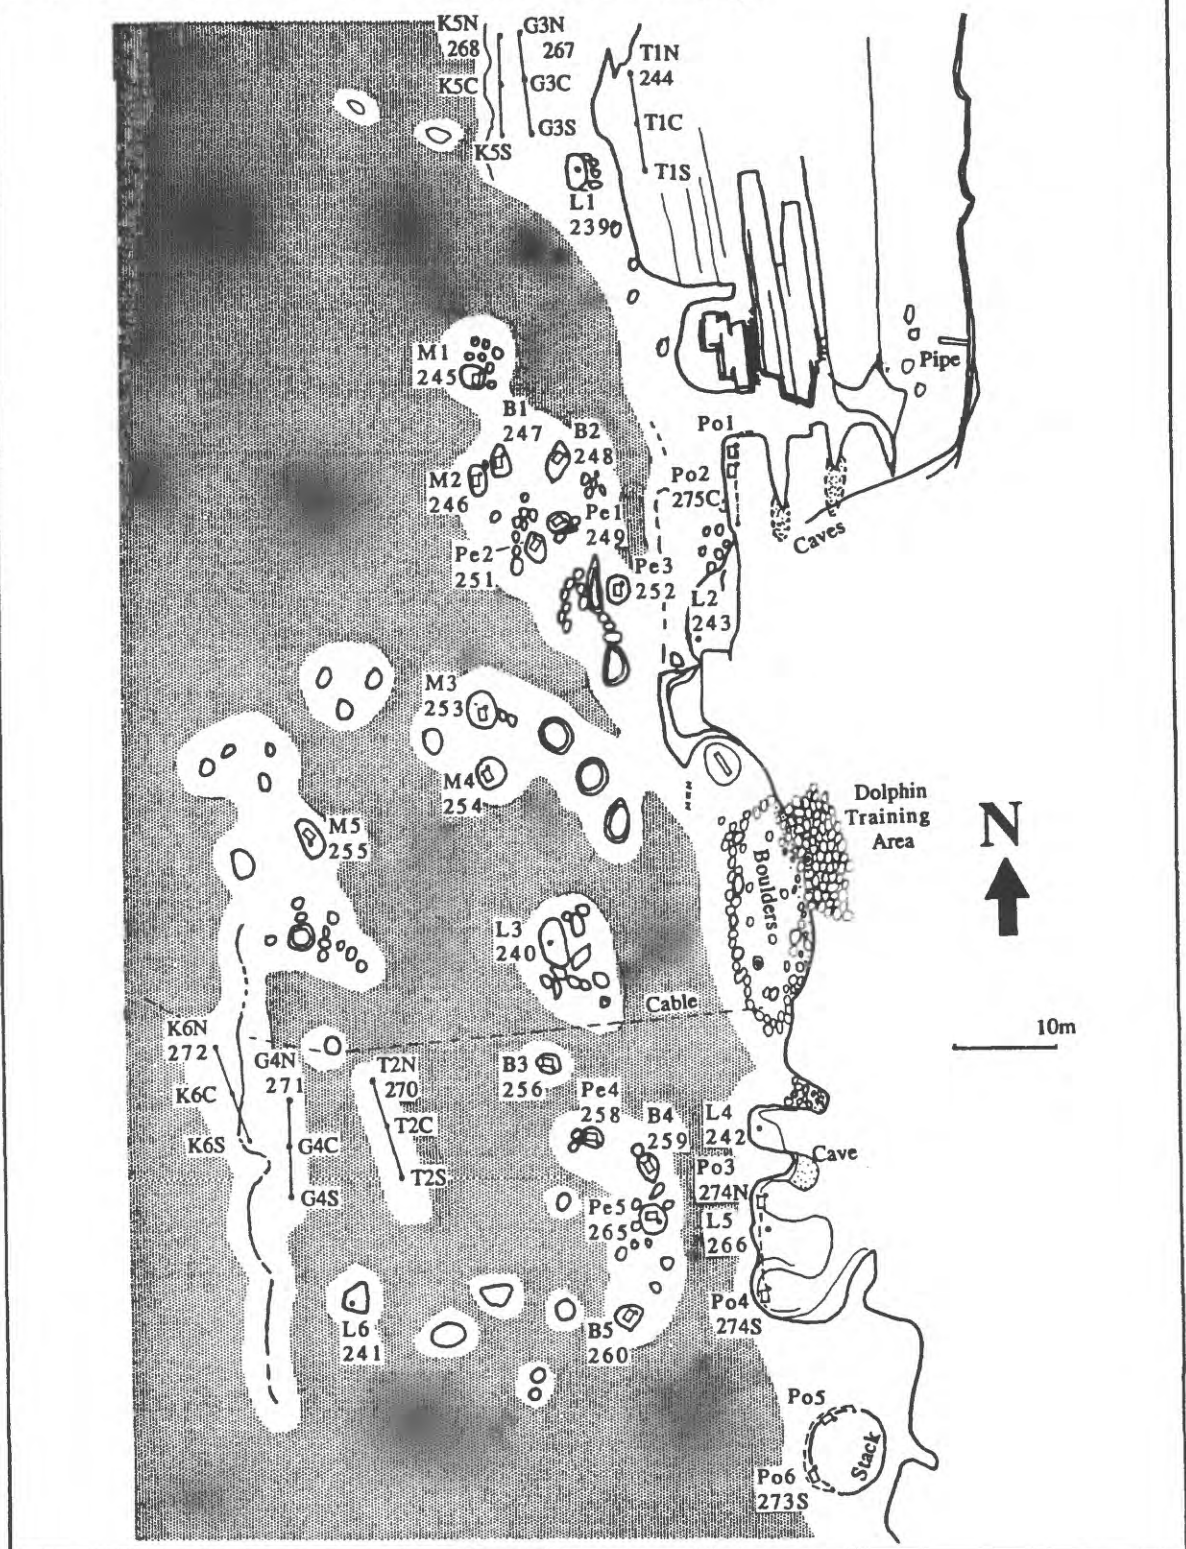 K5N G3N
268 267
T1N
244
K5C G3C
T1C
G3S
K5S
T1S
L1
239
M1
245
Pipe
B1
247
B2
248
Po1
M2
246
Po2
275C
Pe1
249
Caves
Pe2
251
Pe3
252
L2
243
M3
253
M4
254
Dolphin
Training
Area
N
M5
255
Boulders
L3
240
Cable
10m
K6N
272
G4N
271
T2N
270
B3
256
K6C
Pe4
258
B4
259
L4
242
T2C
K6S
G4C
Cave
Po3
274N
T2S
G4S
Pe5
265
L5
266
Po4
274S
L6
241
B5
260
Po5
Stack
Po6
273S